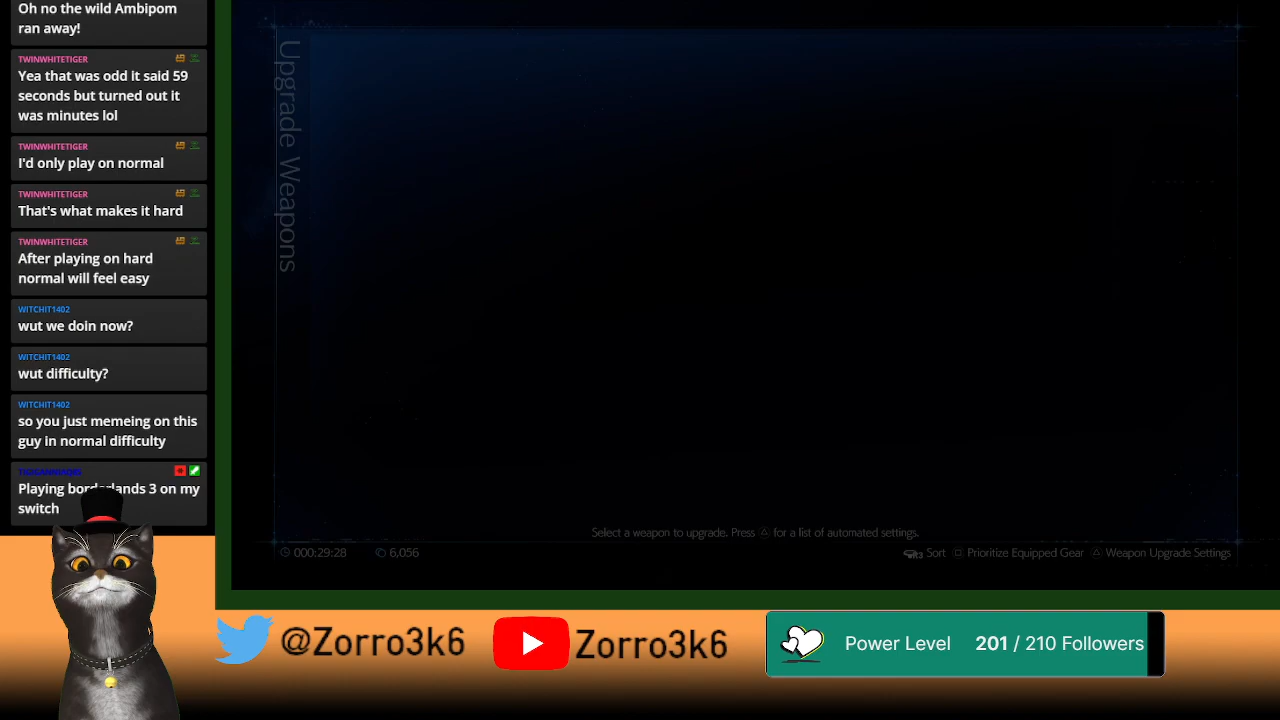 Oh no the wild Ambipom
ran away!
TWINWHITETIGER
Yea that was odd it said 59
seconds but turned out it
was minutes lol
TWINWHITETIGER
I'd only play on normal
TWINWHITETIGER
That's what makes it hard
TWINWHITETIGER
After playing on hard
normal will feel easy
WITCHIT1402
wut we doin now?
WITCHIT1402
wut difficulty?
WITCHIT1402
so you just memeing on this
guy in normal difficulty
Playing borderlands 3 on my
switch
Upgrade Weapons
Select a weapon to upgrade. Press △ for a list of automated settings.
000:29:28
6,056
R3 Sort
□ Prioritize Equipped Gear
△ Weapon Upgrade Settings
@Zorro3k6
Zorro3k6
Power Level
201 / 210 Followers